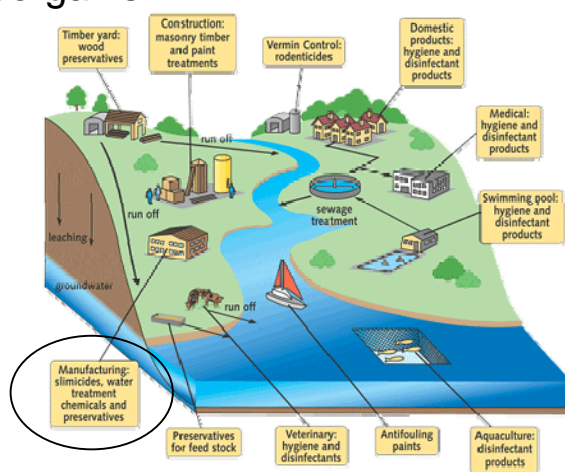 Timber yard:
wood
preservatives
Construction:
masonry timber
and paint
treatments
Vermin Control:
rodenticides
Domestic
products:
hygiene and
disinfectant
products
Medical:
hygiene and
disinfectant
products
Swimming pool:
hygiene and
disinfectant
products
run off
run off
sewage
treatment
leaching
groundwater
run off
Manufacturing:
slimicides, water
treatment
chemicals and
preservatives
Preservatives
for feed stock
Veterinary:
hygiene and
disinfectants
Antifouling
paints
Aquaculture:
disinfectant
products